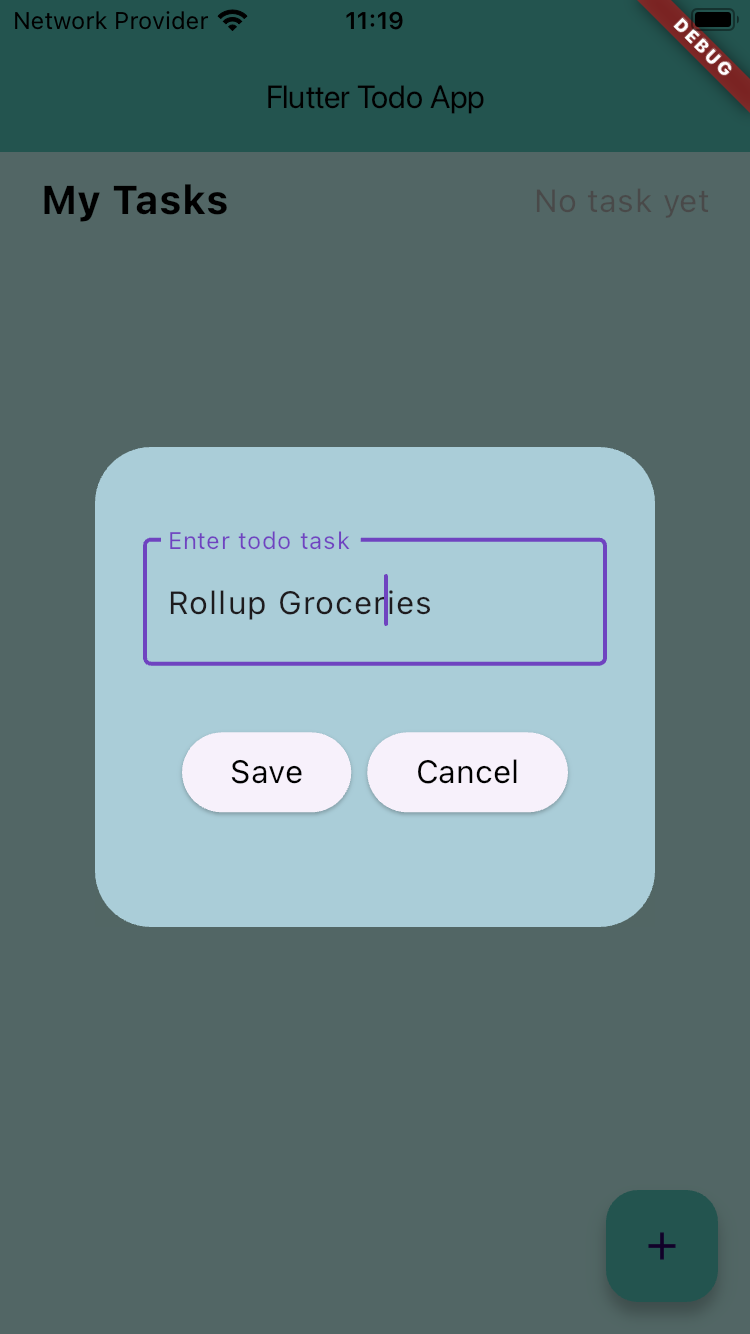 Network Provider 11:19
DEBUG
Flutter Todo App
My Tasks No task yet
Enter todo task
Rollup Groceries
Save Cancel
+